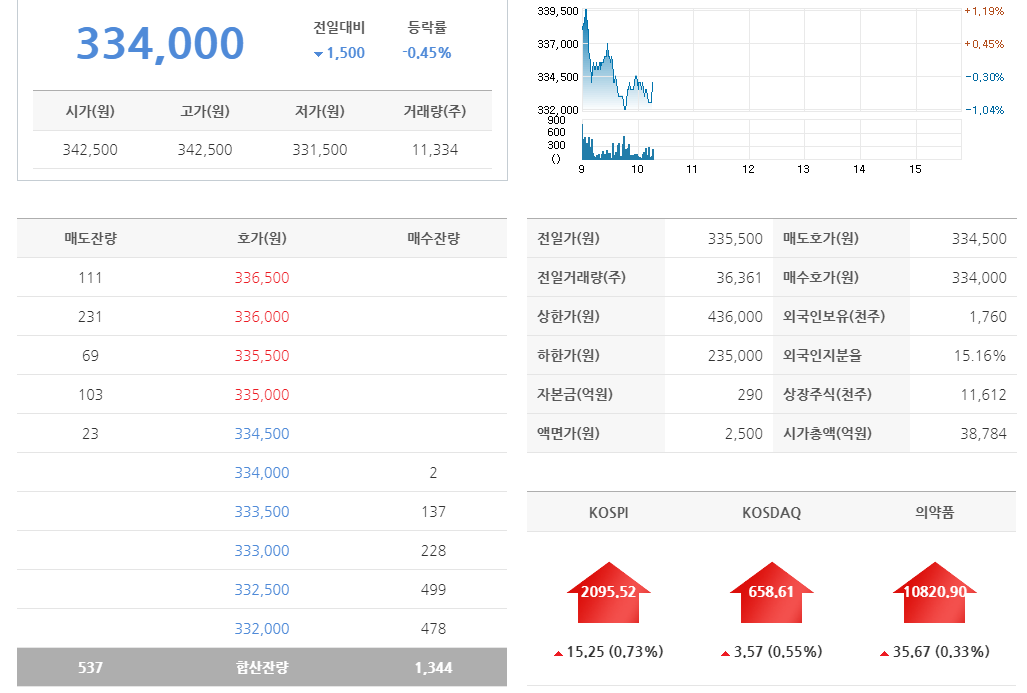 334,000
전일대비 등락률
▼1,500 -0.45%
시가(원) 고가(원) 저가(원) 거래량(주)
342,500 342,500 331,500 11,334
339,500 +1,19%
337,000 +0,45%
334,500 -0,30%
332,000 -1,04%
900
600
300
()
9 10 11 12 13 14 15
매도잔량 호가(원) 매수잔량
111 336,500
231 336,000
69 335,500
103 335,000
23 334,500
334,000 2
333,500 137
333,000 228
332,500 499
332,000 478
537 합산잔량 1,344
전일가(원) 335,500 매도호가(원) 334,500
전일거래량(주) 36,361 매수호가(원) 334,000
상한가(원) 436,000 외국인보유(천주) 1,760
하한가(원) 235,000 외국인지분율 15.16%
자본금(억원) 290 상장주식(천주) 11,612
액면가(원) 2,500 시가총액(억원) 38,784
KOSPI KOSDAQ 의약품
2095.52 658.61 10820.90
▲15.25 (0.73%) ▲3.57 (0.55%) ▲35.67 (0.33%)